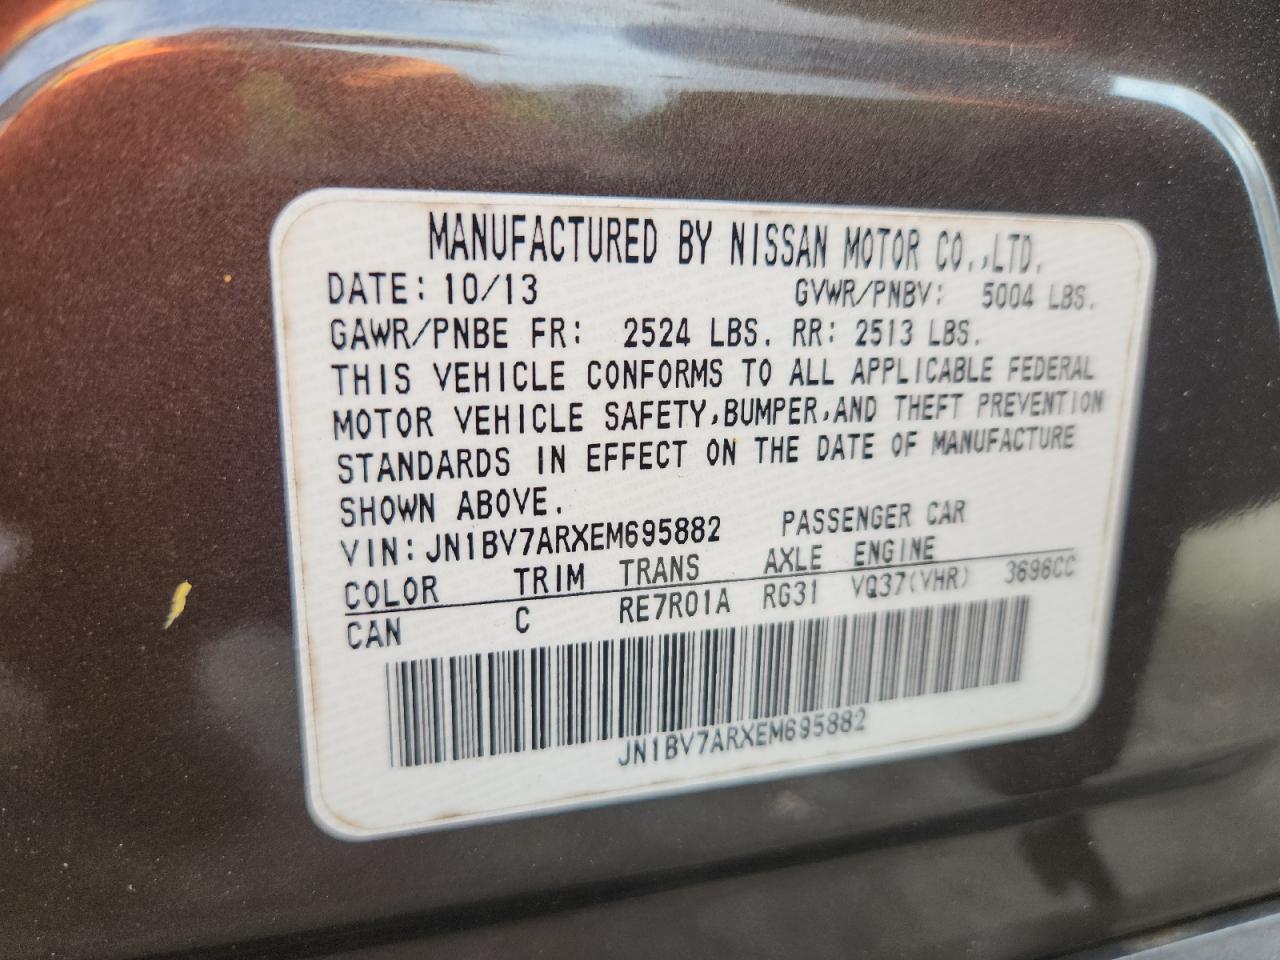 MANUFACTURED BY NISSAN MOTOR CO.,LTD.
DATE: 10/13 GVWR/PNBV: 5004 LBS.
GAWR/PNBE FR: 2524 LBS. RR: 2513 LBS.
THIS VEHICLE CONFORMS TO ALL APPLICABLE FEDERAL
MOTOR VEHICLE SAFETY,BUMPER,AND THEFT PREVENTION
STANDARDS IN EFFECT ON THE DATE OF MANUFACTURE
SHOWN ABOVE.
VIN: JN1BV7ARXEM695882 PASSENGER CAR
COLOR TRIM TRANS AXLE ENGINE
CAN C RE7R01A RG31 VQ37(VHR) 3696CC
JN1BV7ARXEM695882